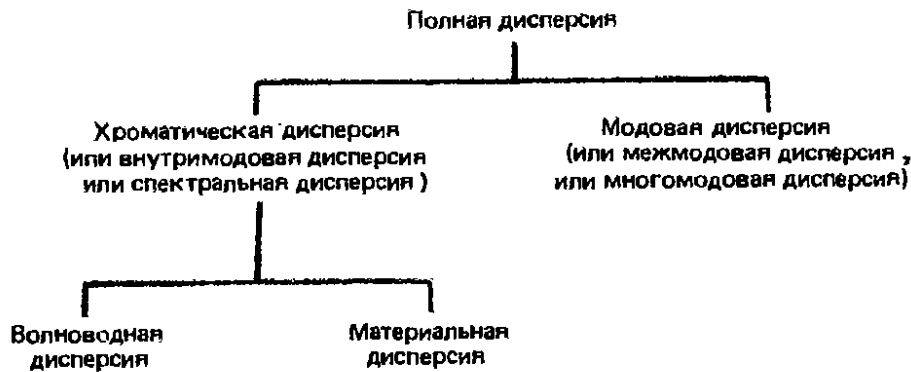 Полная дисперсия
Хроматическая дисперсия
(или внутримодовая дисперсия
или спектральная дисперсия)
Модовая дисперсия
(или межмодовая дисперсия,
или многомодовая дисперсия)
Волноводная
дисперсия
Материальная
дисперсия